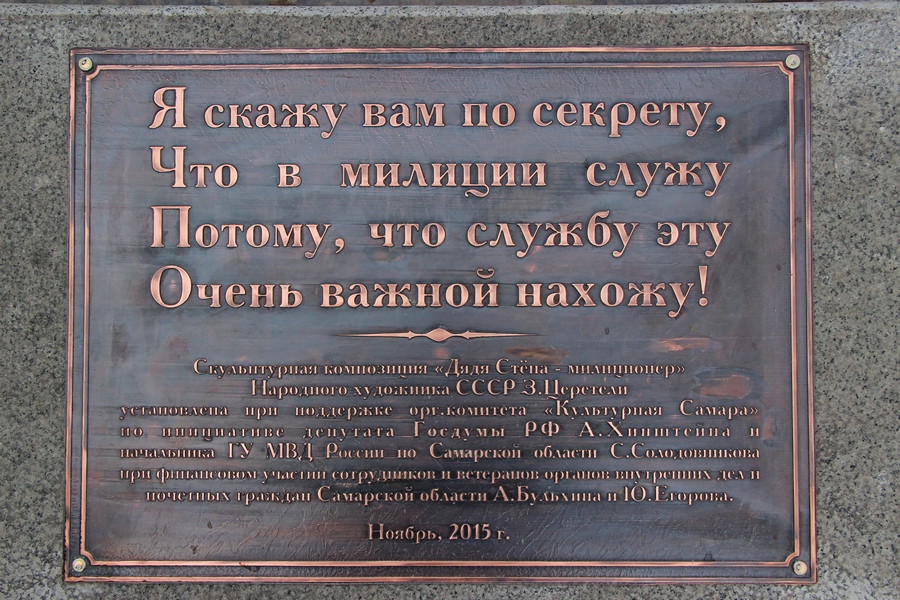 Я скажу вам по секрету,
Что в милиции служу
Потому, что службу эту
Очень важной нахожу!
Скульптурная композиция «Дядя Стёпа - милиционер»
Народного художника СССР З.Церетели
установлена при поддержке орг.комитета «Культурная Самара»
по инициативе депутата Госдумы РФ А.Хинштейна и
начальника ГУ МВД России по Самарской области С.Солодовникова
при финансовом участии сотрудников и ветеранов органов внутренних дел и
почетных граждан Самарской области А.Бульхина и Ю.Егорова.
Ноябрь, 2015 г.